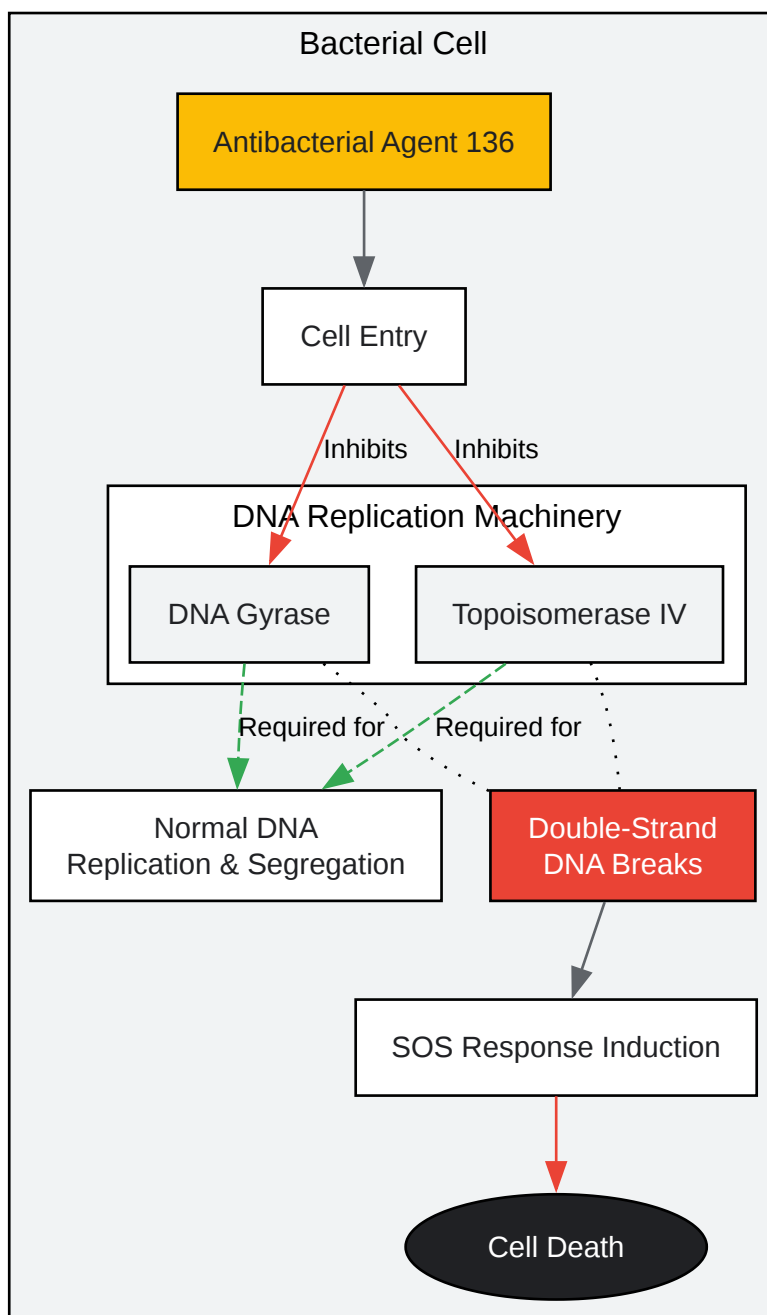 Bacterial Cell
Antibacterial Agent 136
Cell Entry
Inhibits
Inhibits
DNA Replication Machinery
DNA Gyrase
Topoisomerase IV
Required for
Required for
Normal DNA
Replication & Segregation
Double-Strand
DNA Breaks
SOS Response Induction
Cell Death